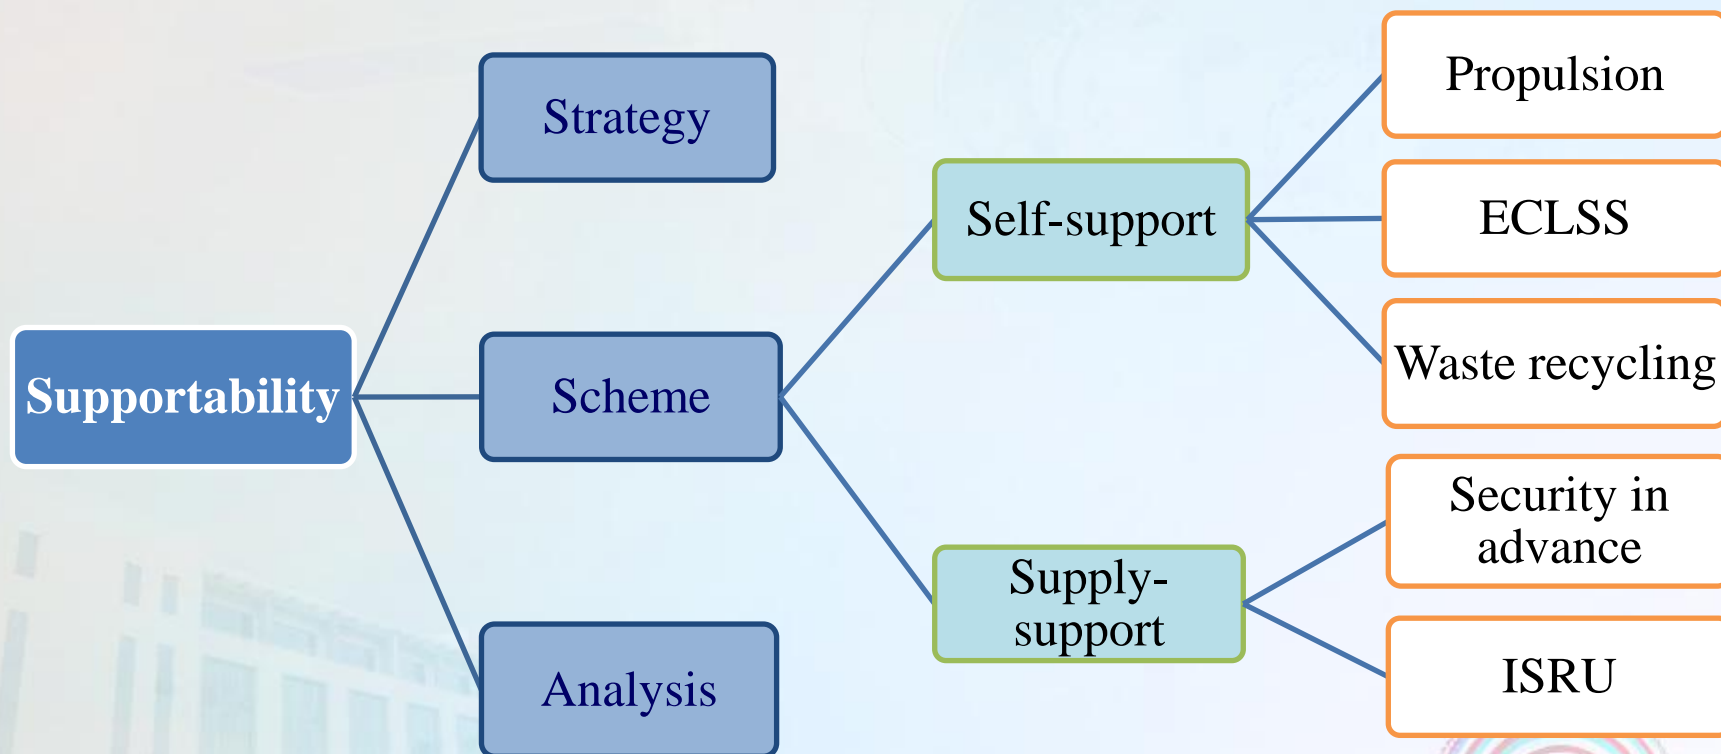 Supportability
Strategy
Scheme
Analysis
Self-support
Supply-
support
Propulsion
ECLSS
Waste recycling
Security in
advance
ISRU